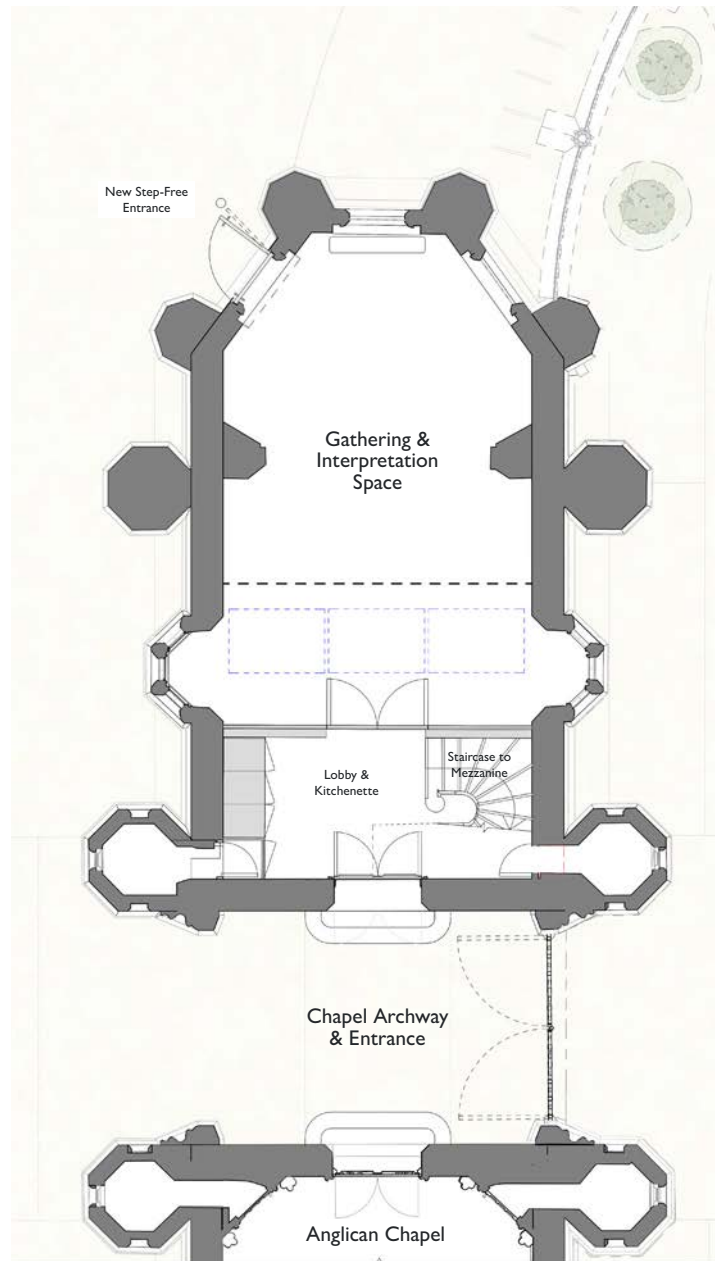 New Step-Free
Entrance
Gathering &
Interpretation
Space
Staircase to
Mezzanine
Lobby &
Kitchenette
Chapel Archway
& Entrance
Anglican Chapel